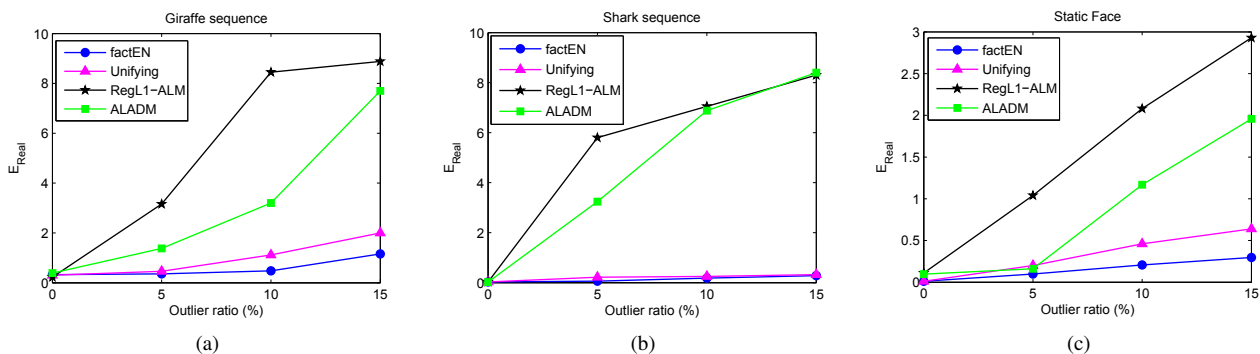 Giraffe sequence
10
8
6
4
2
0
E_Real
factEN
Unifying
RegL1−ALM
ALADM
0 5 10 15
Outlier ratio (%)
(a)
Shark sequence
10
8
6
4
2
0
E_Real
factEN
Unifying
RegL1−ALM
ALADM
0 5 10 15
Outlier ratio (%)
(b)
Static Face
3
2.5
2
1.5
1
0.5
0
E_Real
factEN
Unifying
RegL1−ALM
ALADM
0 5 10 15
Outlier ratio (%)
(c)